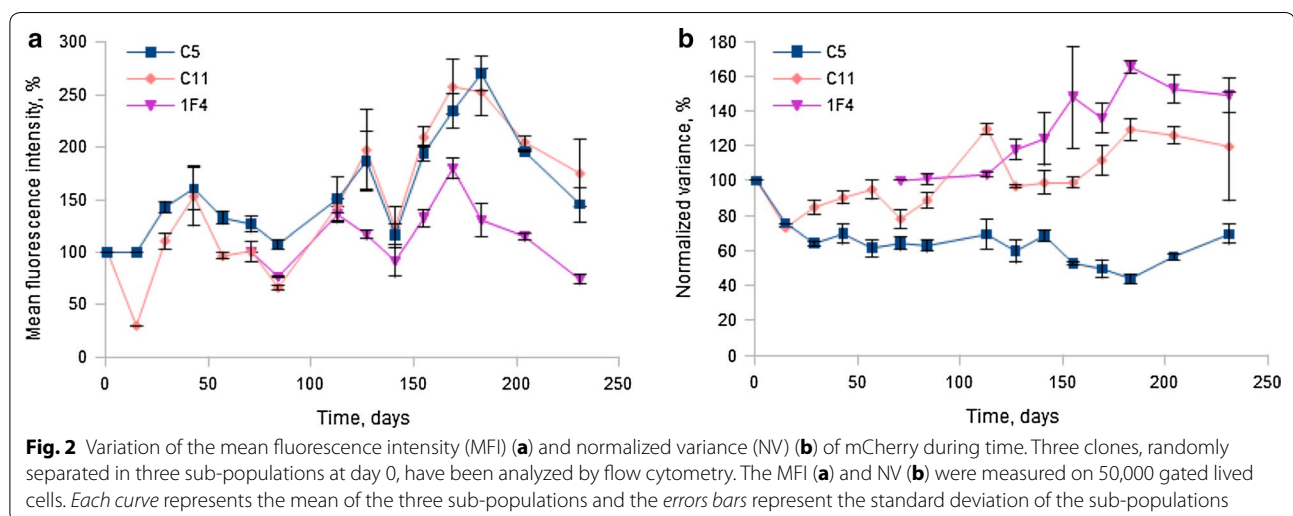 a
300
250
200
150
100
50
0
Mean fluorescence intensity, %
C5
C11
1F4
0 50 100 150 200 250
Time, days
b
180
160
140
120
100
80
60
40
20
0
Normalized variance, %
C5
C11
1F4
0 50 100 150 200 250
Time, days
Fig. 2 Variation of the mean fluorescence intensity (MFI) (a) and normalized variance (NV) (b) of mCherry during time. Three clones, randomly
separated in three sub-populations at day 0, have been analyzed by flow cytometry. The MFI (a) and NV (b) were measured on 50,000 gated lived
cells. Each curve represents the mean of the three sub-populations and the errors bars represent the standard deviation of the sub-populations